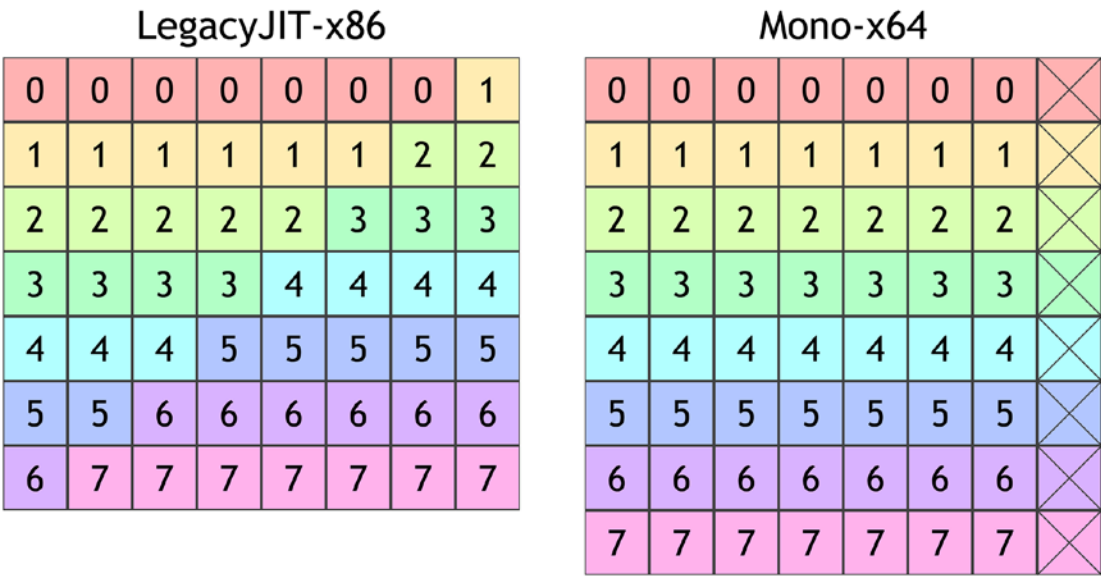 LegacyJIT-x86
0 0 0 0 0 0 0 1
1 1 1 1 1 1 2 2
2 2 2 2 2 3 3 3
3 3 3 3 4 4 4 4
4 4 4 5 5 5 5 5
5 5 6 6 6 6 6 6
6 7 7 7 7 7 7 7
Mono-x64
0 0 0 0 0 0 0
1 1 1 1 1 1 1
2 2 2 2 2 2 2
3 3 3 3 3 3 3
4 4 4 4 4 4 4
5 5 5 5 5 5 5
6 6 6 6 6 6 6
7 7 7 7 7 7 7